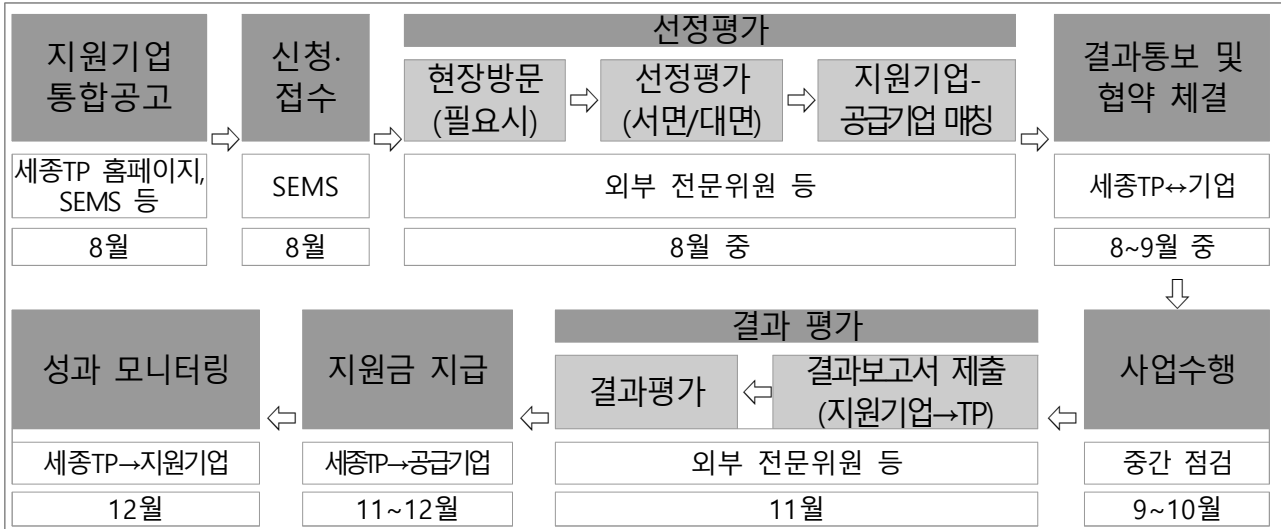 지원기업
통합공고
세종TP 홈페이지,
SEMS 등
8월
신청·
접수
SEMS
8월
선정평가
현장방문
(필요시)
선정평가
(서면/대면)
지원기업-
공급기업 매칭
외부 전문위원 등
8월 중
결과통보 및
협약 체결
세종TP↔기업
8~9월 중
사업수행
중간 점검
9~10월
결과 평가
결과보고서 제출
(지원기업→TP)
결과평가
외부 전문위원 등
11월
지원금 지급
세종TP→공급기업
11~12월
성과 모니터링
세종TP→지원기업
12월